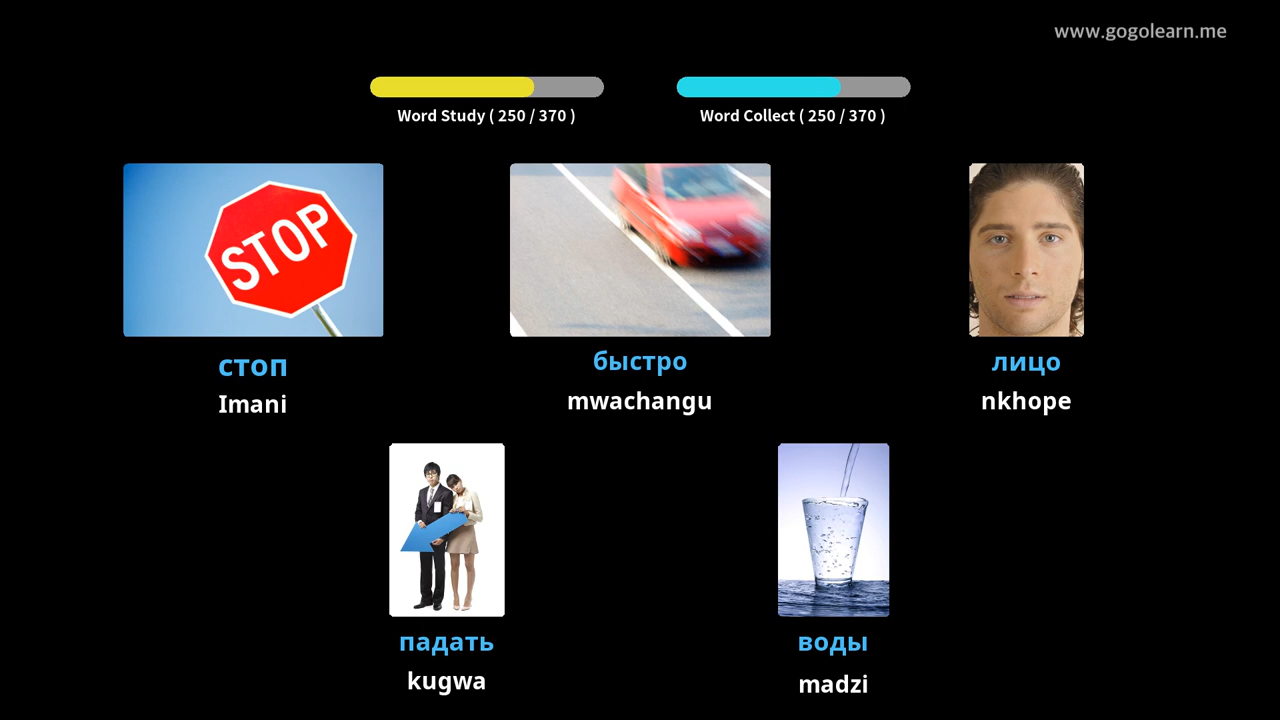 www.gogolearn.me
Word Study ( 250 / 370 )
Word Collect ( 250 / 370 )
STOP
стоп
Imani
быстро
mwachangu
лицо
nkhope
падать
kugwa
воды
madzi